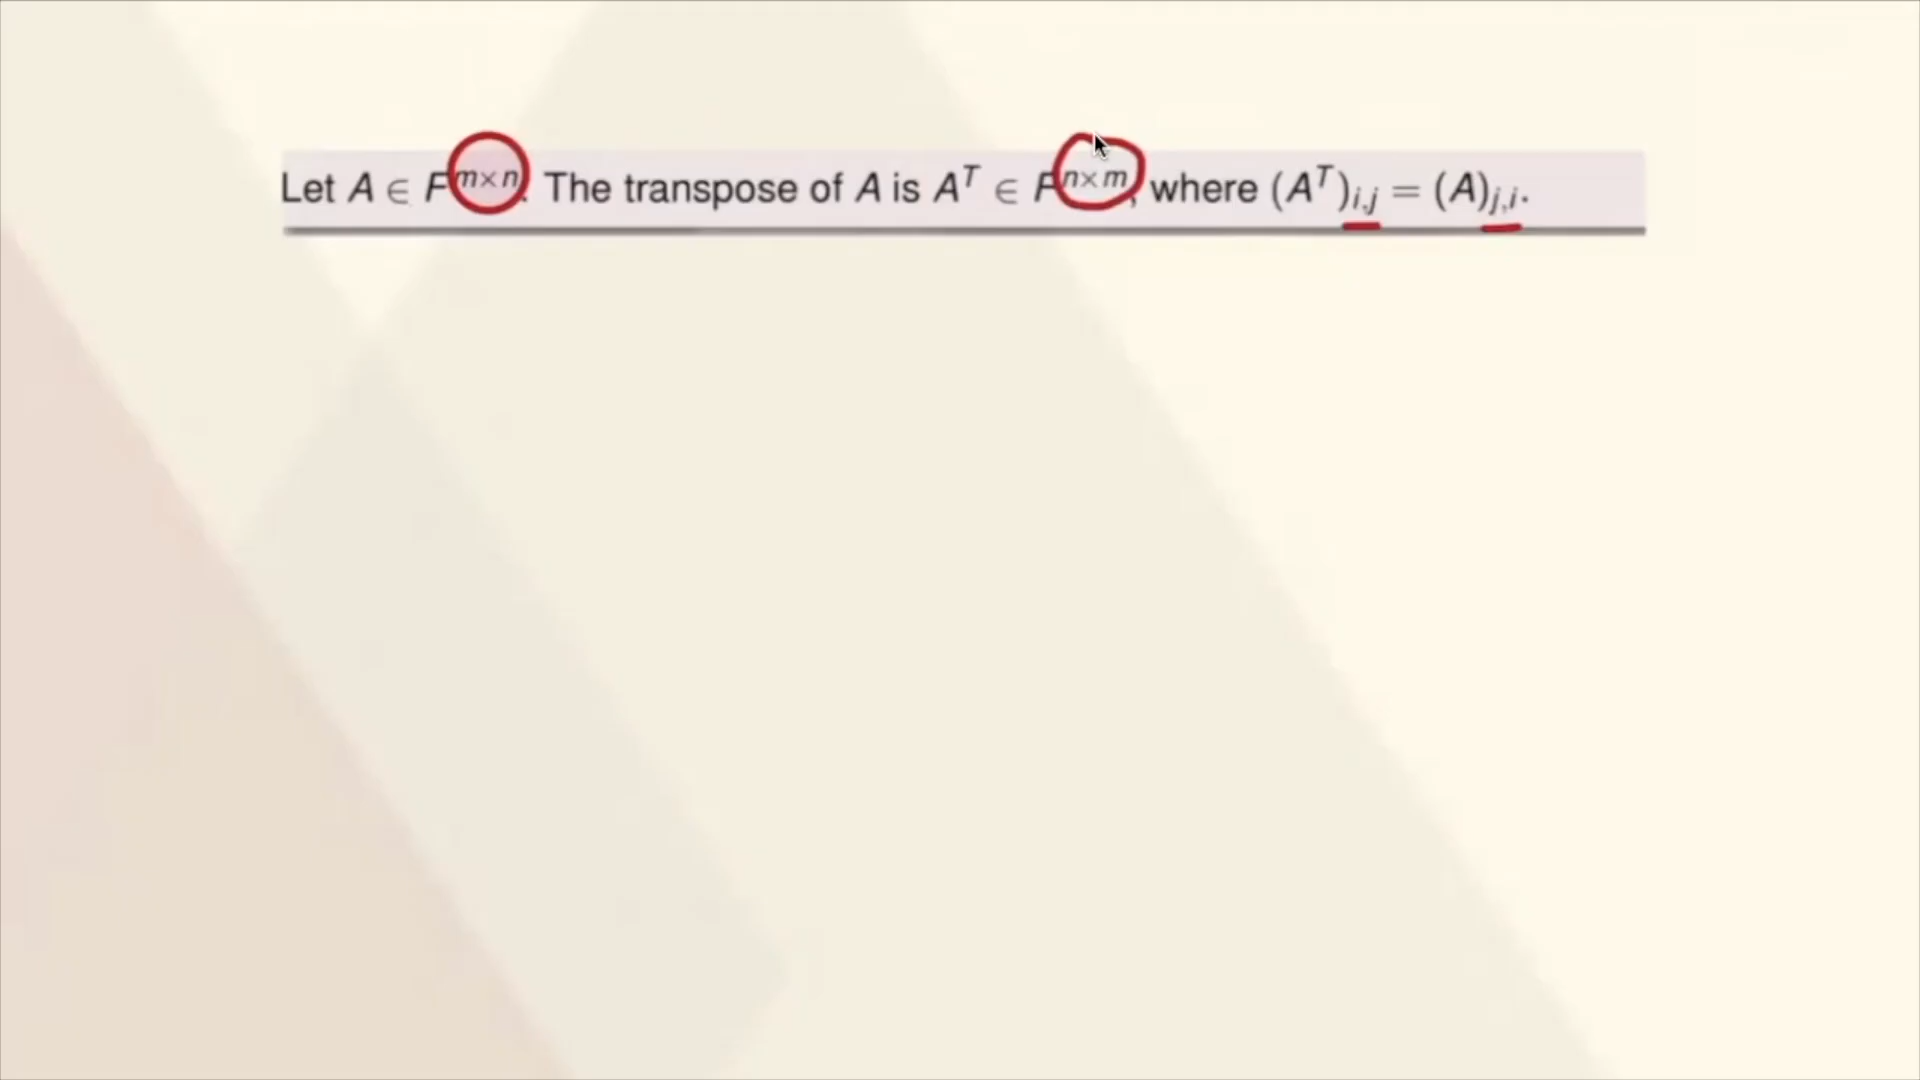 Let A ∈ F^{m×n}. The transpose of A is A^T ∈ F^{n×m}, where (A^T)_{i,j} = (A)_{j,i}.